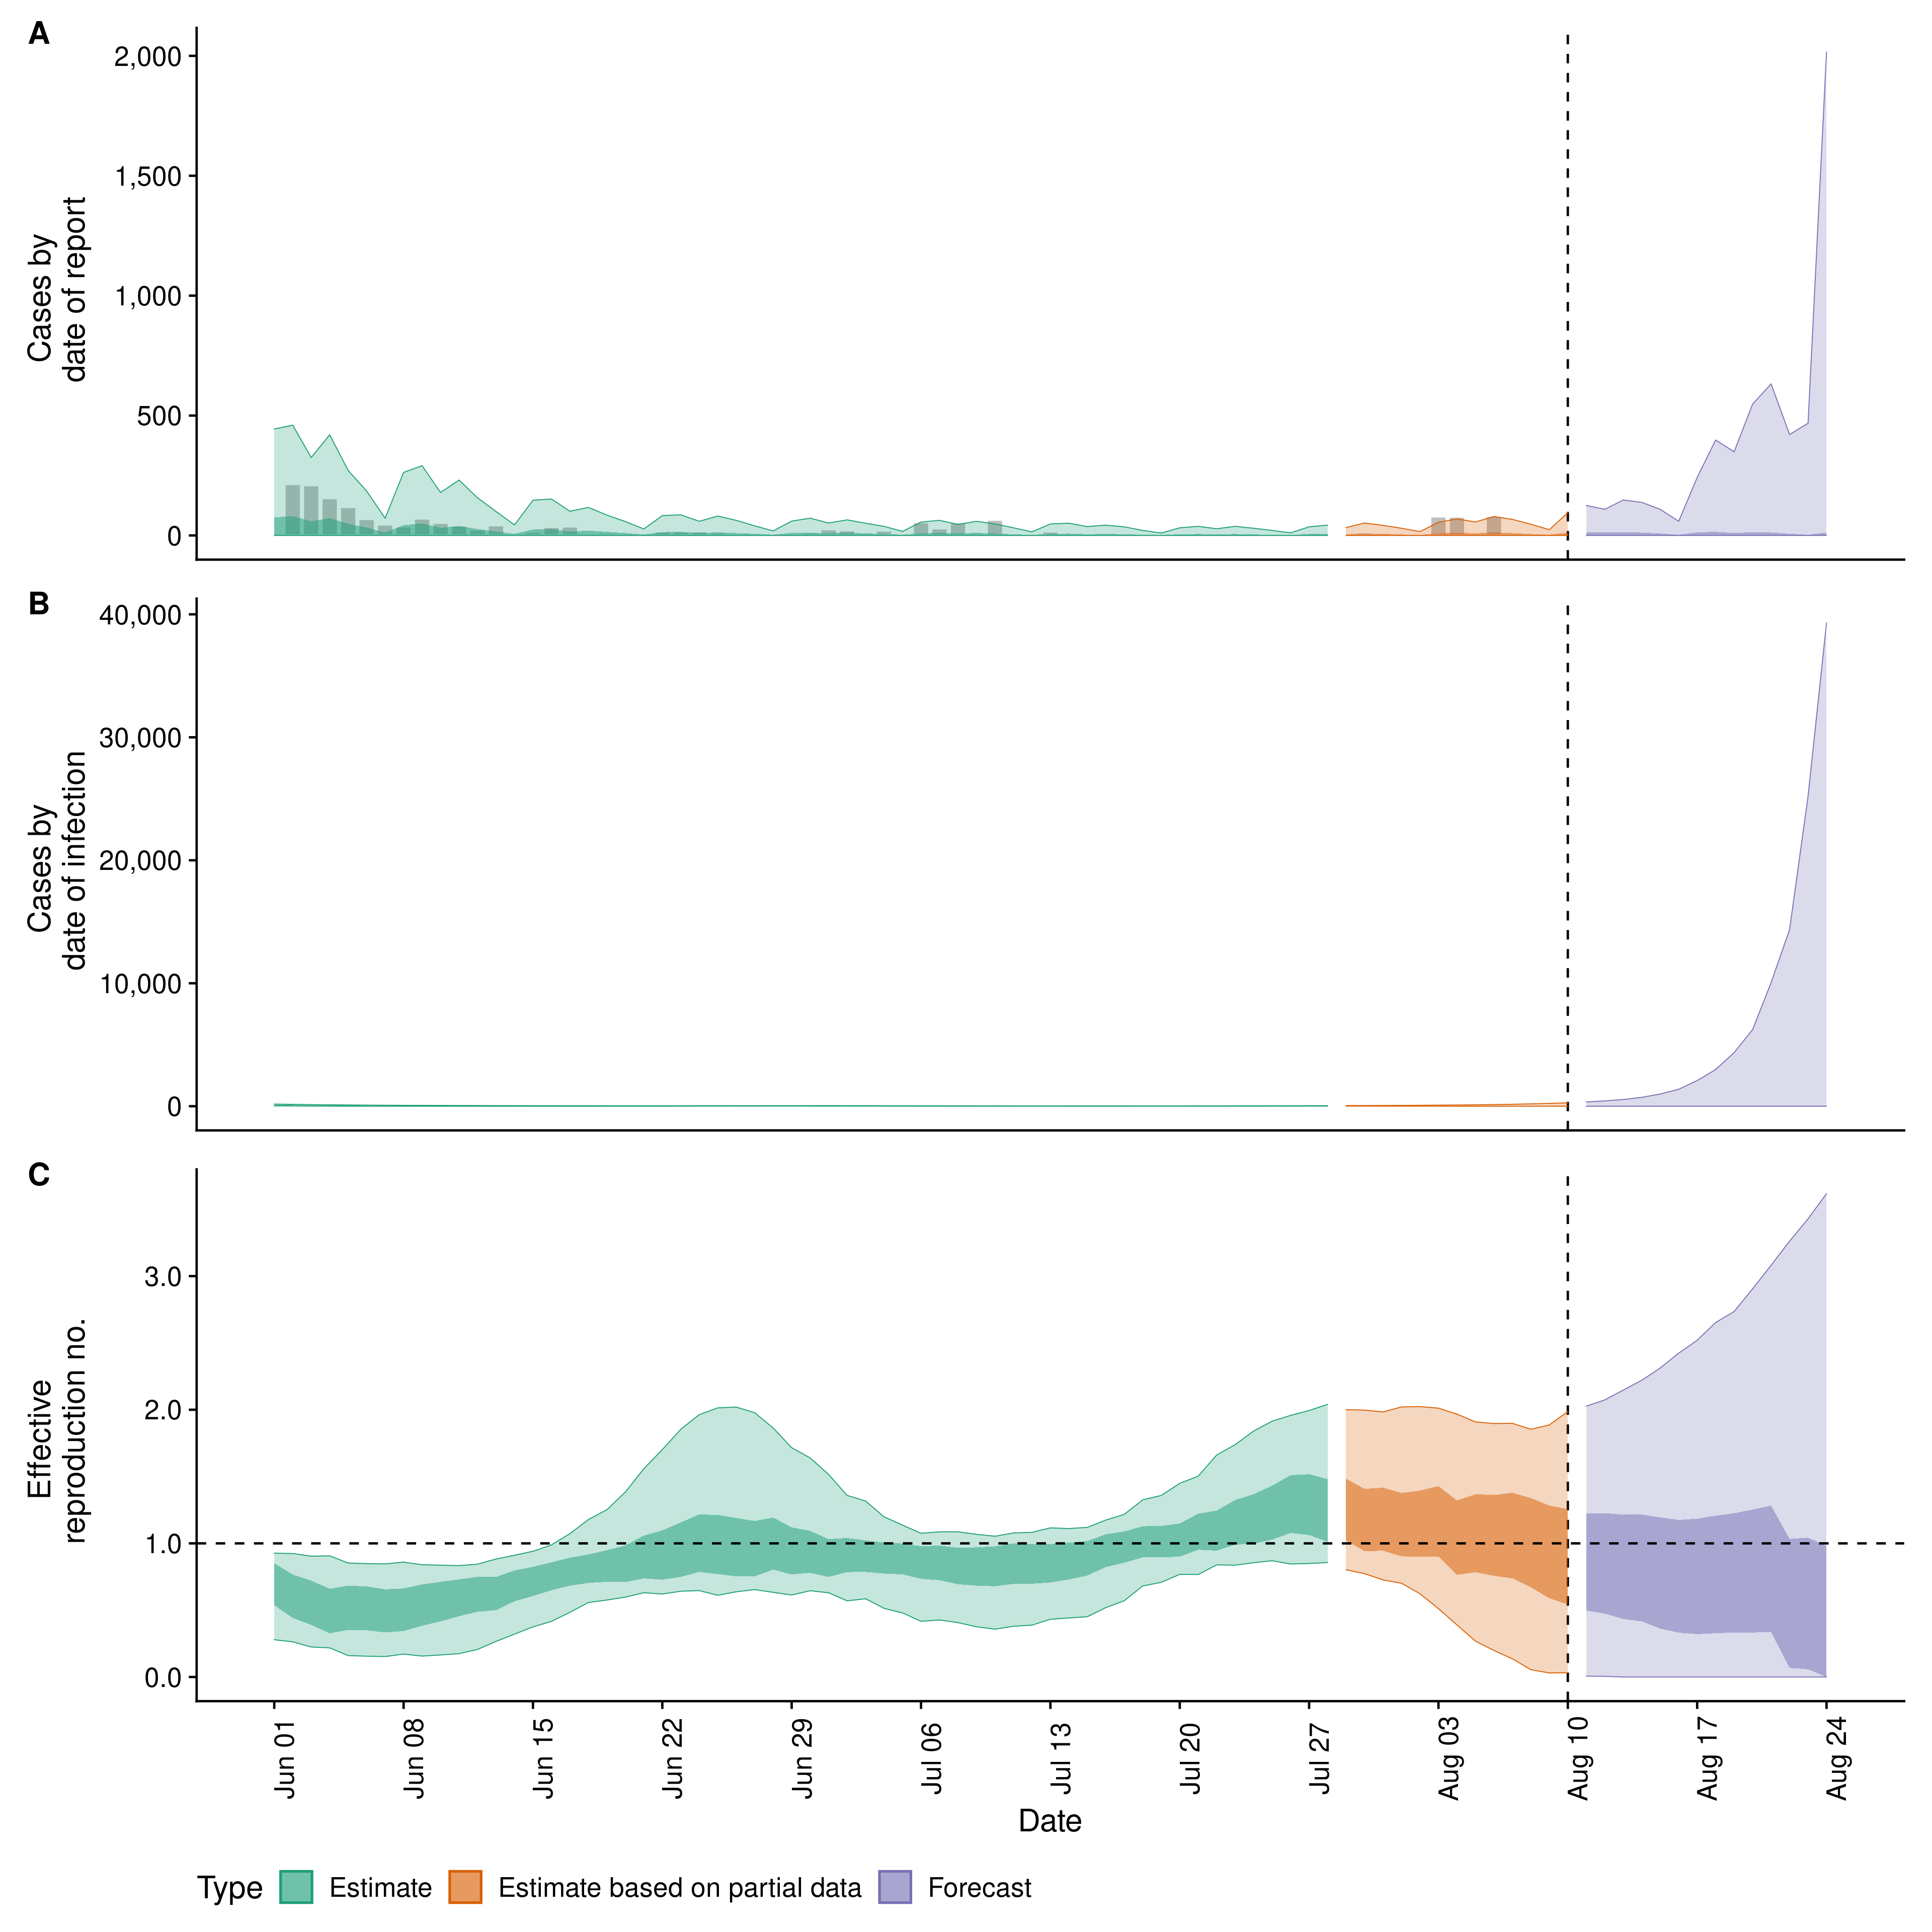 A
2,000
1,500
1,000
500
0
Cases by
date of report
B
40,000
30,000
20,000
10,000
0
Cases by
date of infection
C
3.0
2.0
1.0
0.0
Effective
reproduction no.
Jun 01
Jun 08
Jun 15
Jun 22
Jun 29
Jul 06
Jul 13
Jul 20
Jul 27
Aug 03
Aug 10
Aug 17
Aug 24
Date
Type Estimate Estimate based on partial data Forecast